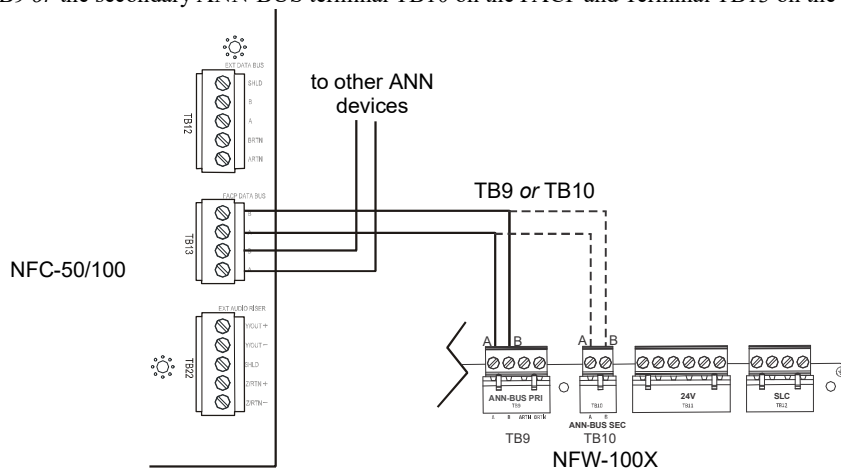 B9 or the secondary ANN-BUS terminal TB10 on the FACP and Terminal TB13 on the
EXT DATA BUS
SHLD
B
A
BRTN
ARTN
TB12
to other ANN
devices
FACP DATA BUS
B
A
B
A
TB13
TB9 or TB10
NFC-50/100
EXT AUDIO RISER
Y/OUT+
Y/OUT-
SHLD
Z/RTN+
Z/RTN-
TB22
A B
A B
ANN-BUS PRI
TB9
A B ARTN BRTN
TB10
A B
ANN-BUS SEC
24V
TB11
SLC
TB12
TB9
TB10
NFW-100X